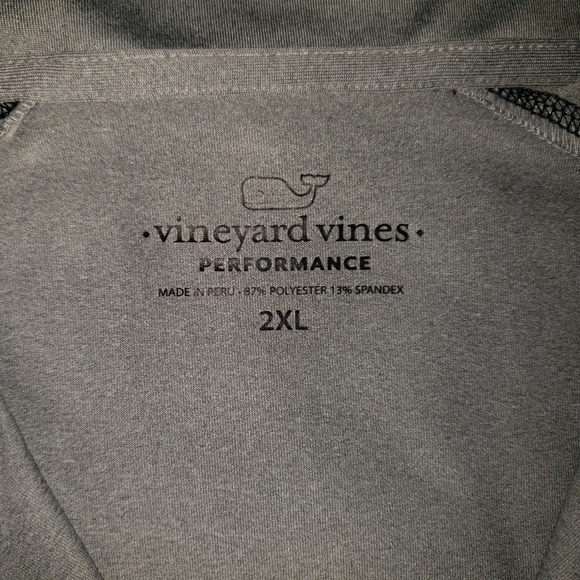 • vineyard vines •
PERFORMANCE
MADE IN PERU • 87% POLYESTER 13% SPANDEX
2XL